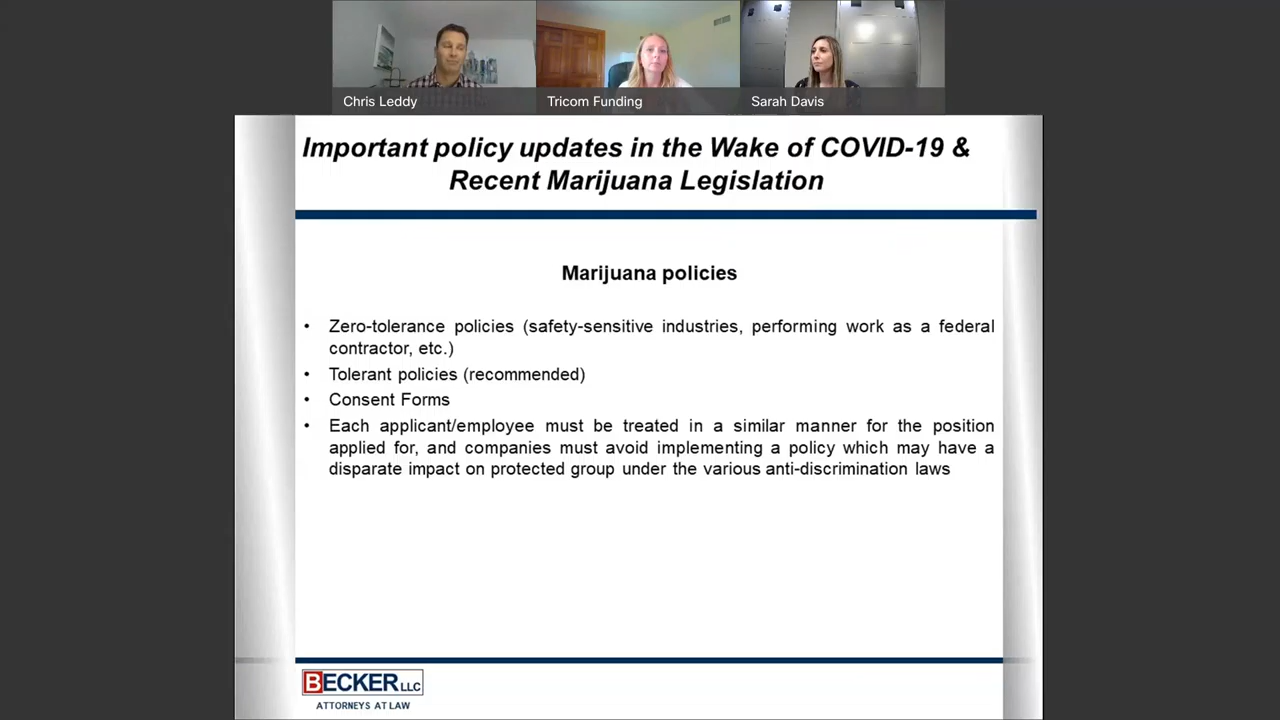 Chris Leddy
Tricom Funding
Sarah Davis
Important policy updates in the Wake of COVID-19 &
Recent Marijuana Legislation
Marijuana policies
• Zero-tolerance policies (safety-sensitive industries, performing work as a federal
contractor, etc.)
• Tolerant policies (recommended)
• Consent Forms
• Each applicant/employee must be treated in a similar manner for the position
applied for, and companies must avoid implementing a policy which may have a
disparate impact on protected group under the various anti-discrimination laws
BECKER LLC
ATTORNEYS AT LAW